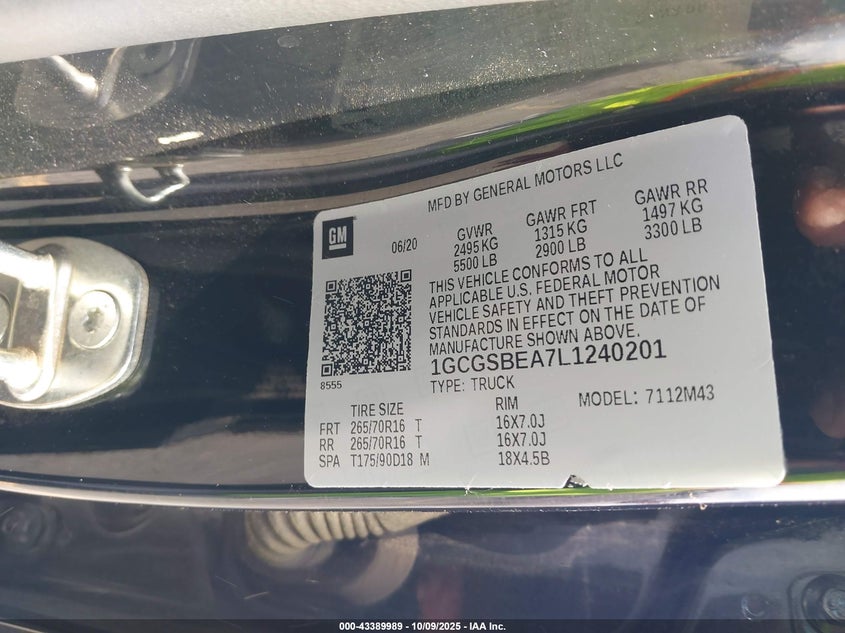 MFD BY GENERAL MOTORS LLC
GM
06/20
GVWR GAWR FRT GAWR RR
2495 KG 1315 KG 1497 KG
5500 LB 2900 LB 3300 LB
THIS VEHICLE CONFORMS TO ALL
APPLICABLE U.S. FEDERAL MOTOR
VEHICLE SAFETY AND THEFT PREVENTION
STANDARDS IN EFFECT ON THE DATE OF
MANUFACTURE SHOWN ABOVE.
1GCGSBEA7L1240201
8555
TYPE: TRUCK MODEL: 7112M43
TIRE SIZE RIM
FRT 265/70R16 T 16X7.0J
RR 265/70R16 T 16X7.0J
SPA T175/90D18 M 18X4.5B
000-43389989 - 10/09/2025 - IAA Inc.